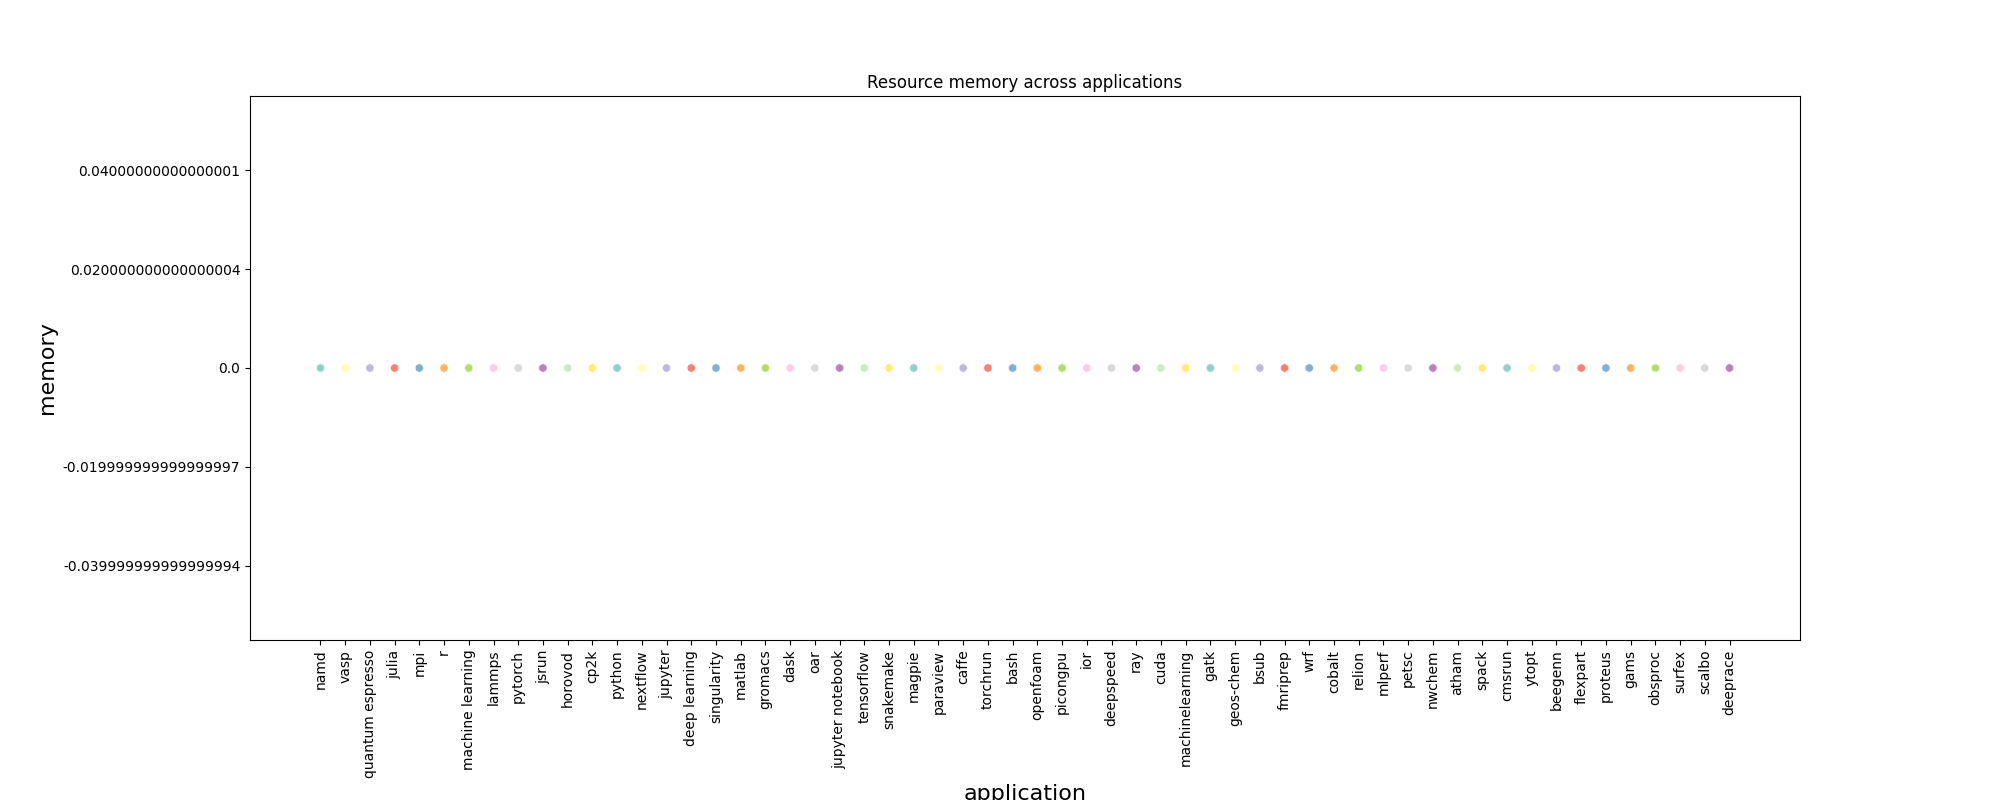 Resource memory across applications
0.04000000000000001
0.020000000000000004
0.0
-0.019999999999999997
-0.039999999999999994
memory
namd
vasp
quantum espresso
julia
mpi
r
machine learning
lammps
pytorch
jsrun
horovod
cp2k
python
nextflow
jupyter
deep learning
singularity
matlab
gromacs
dask
oar
jupyter notebook
tensorflow
snakemake
magpie
paraview
caffe
torchrun
bash
openfoam
picongpu
ior
deepspeed
ray
cuda
machinelearning
gatk
geos-chem
bsub
fmriprep
wrf
cobalt
relion
mlperf
petsc
nwchem
atham
spack
cmsrun
ytopt
beegenn
flexpart
proteus
gams
obsproc
surfex
scalbo
deeprace
application